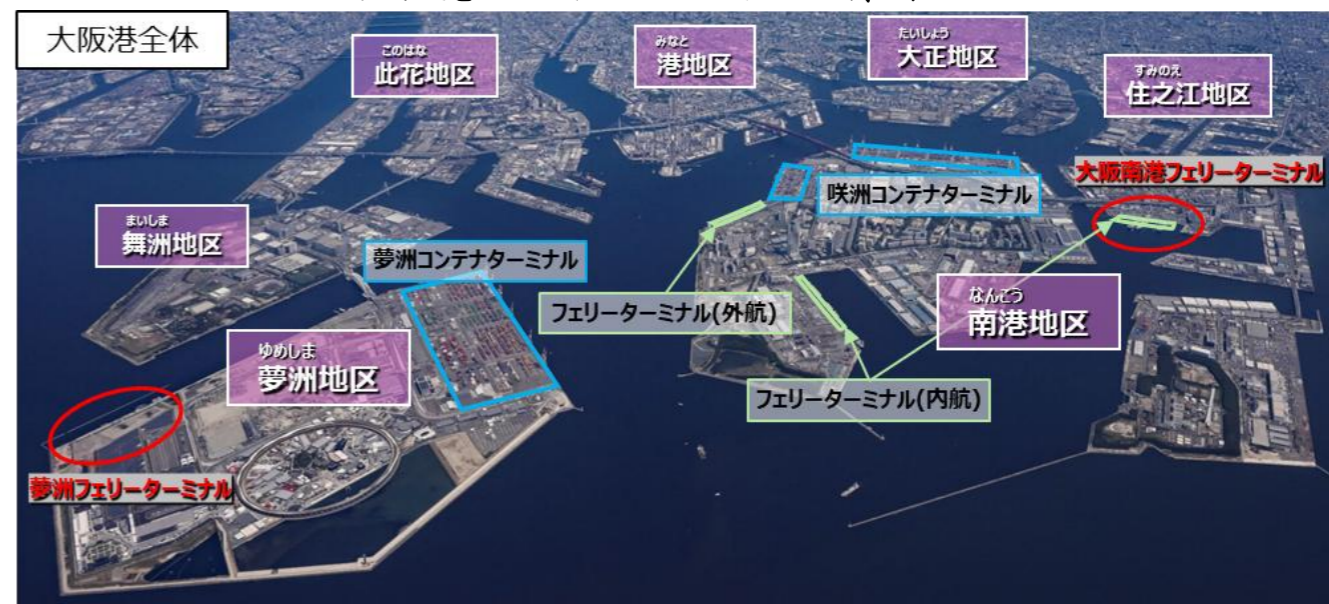 大阪港全体
このはな
此花地区
みなと
港地区
たいしょう
大正地区
すみのえ
住之江地区
大阪南港フェリーターミナル
咲洲コンテナターミナル
まいしま
舞洲地区
夢洲コンテナターミナル
フェリーターミナル(外航)
なんこう
南港地区
ゆめしま
夢洲地区
フェリーターミナル(内航)
夢洲フェリーターミナル